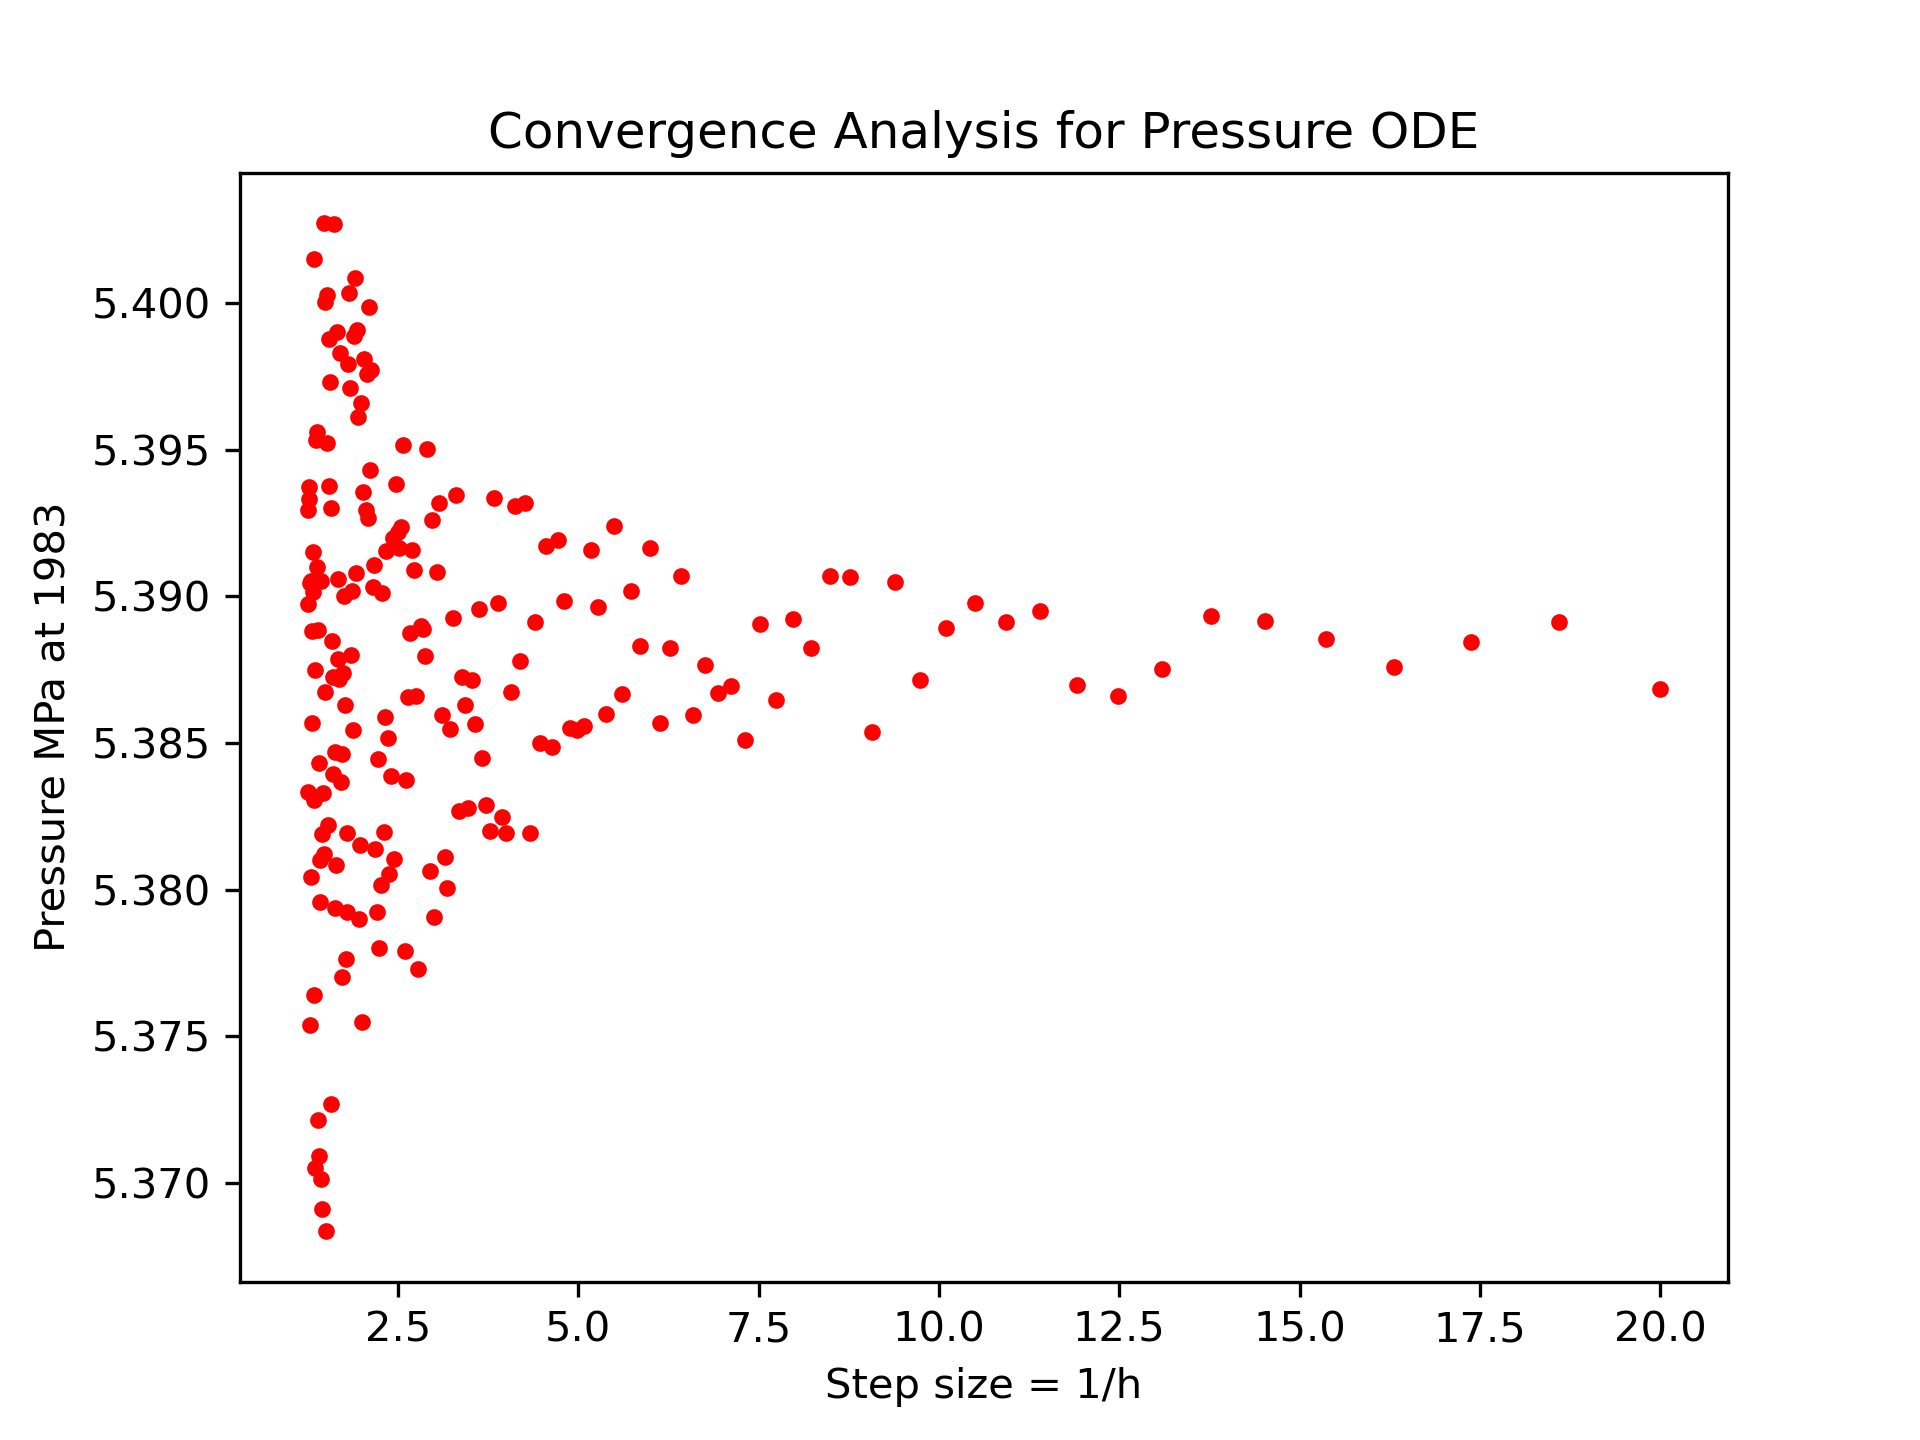 Convergence Analysis for Pressure ODE
5.400
5.395
5.390
5.385
5.380
5.375
5.370
Pressure MPa at 1983
2.5 5.0 7.5 10.0 12.5 15.0 17.5 20.0
Step size = 1/h